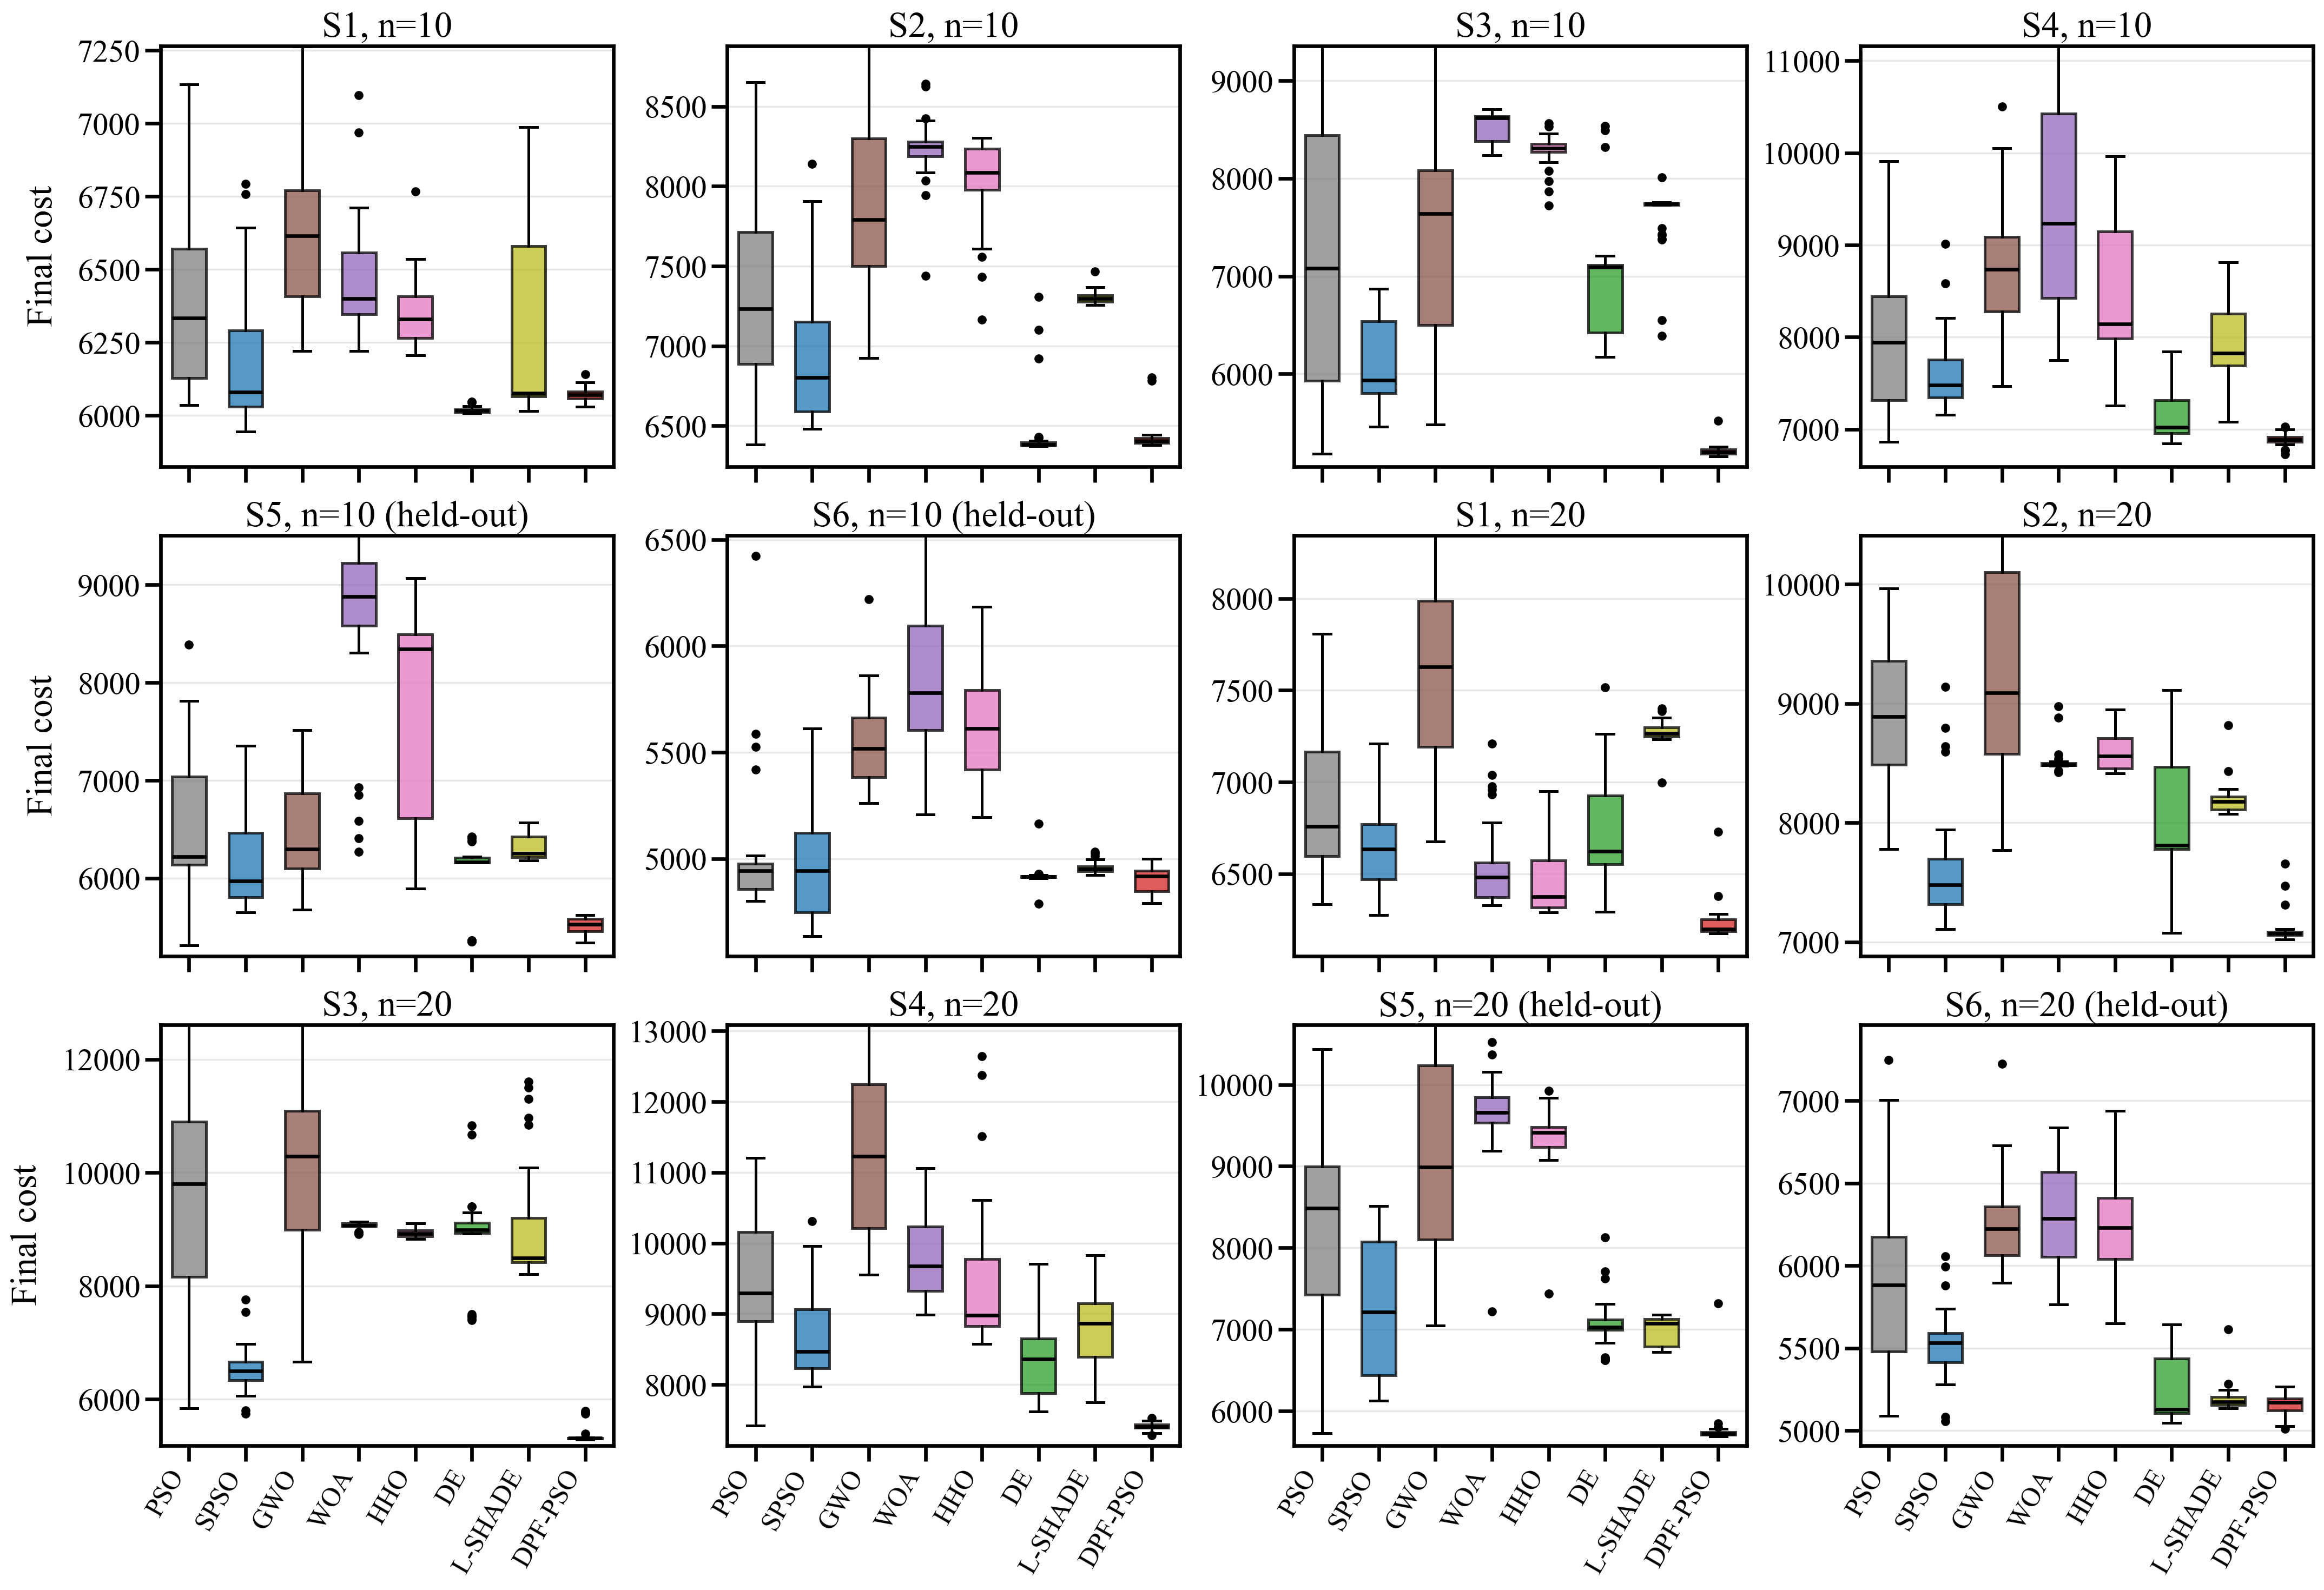 S1, n=10
S2, n=10
S3, n=10
S4, n=10
Final cost
7250
7000
6750
6500
6250
6000
8500
8000
7500
7000
6500
9000
8000
7000
6000
11000
10000
9000
8000
7000
S5, n=10 (held-out)
S6, n=10 (held-out)
S1, n=20
S2, n=20
Final cost
9000
8000
7000
6000
6500
6000
5500
5000
8000
7500
7000
6500
10000
9000
8000
7000
S3, n=20
S4, n=20
S5, n=20 (held-out)
S6, n=20 (held-out)
Final cost
12000
10000
8000
6000
13000
12000
11000
10000
9000
8000
10000
9000
8000
7000
6000
7000
6500
6000
5500
5000
PSO
SPSO
GWO
WOA
HHO
DE
L-SHADE
DPF-PSO
PSO
SPSO
GWO
WOA
HHO
DE
L-SHADE
DPF-PSO
PSO
SPSO
GWO
WOA
HHO
DE
L-SHADE
DPF-PSO
PSO
SPSO
GWO
WOA
HHO
DE
L-SHADE
DPF-PSO